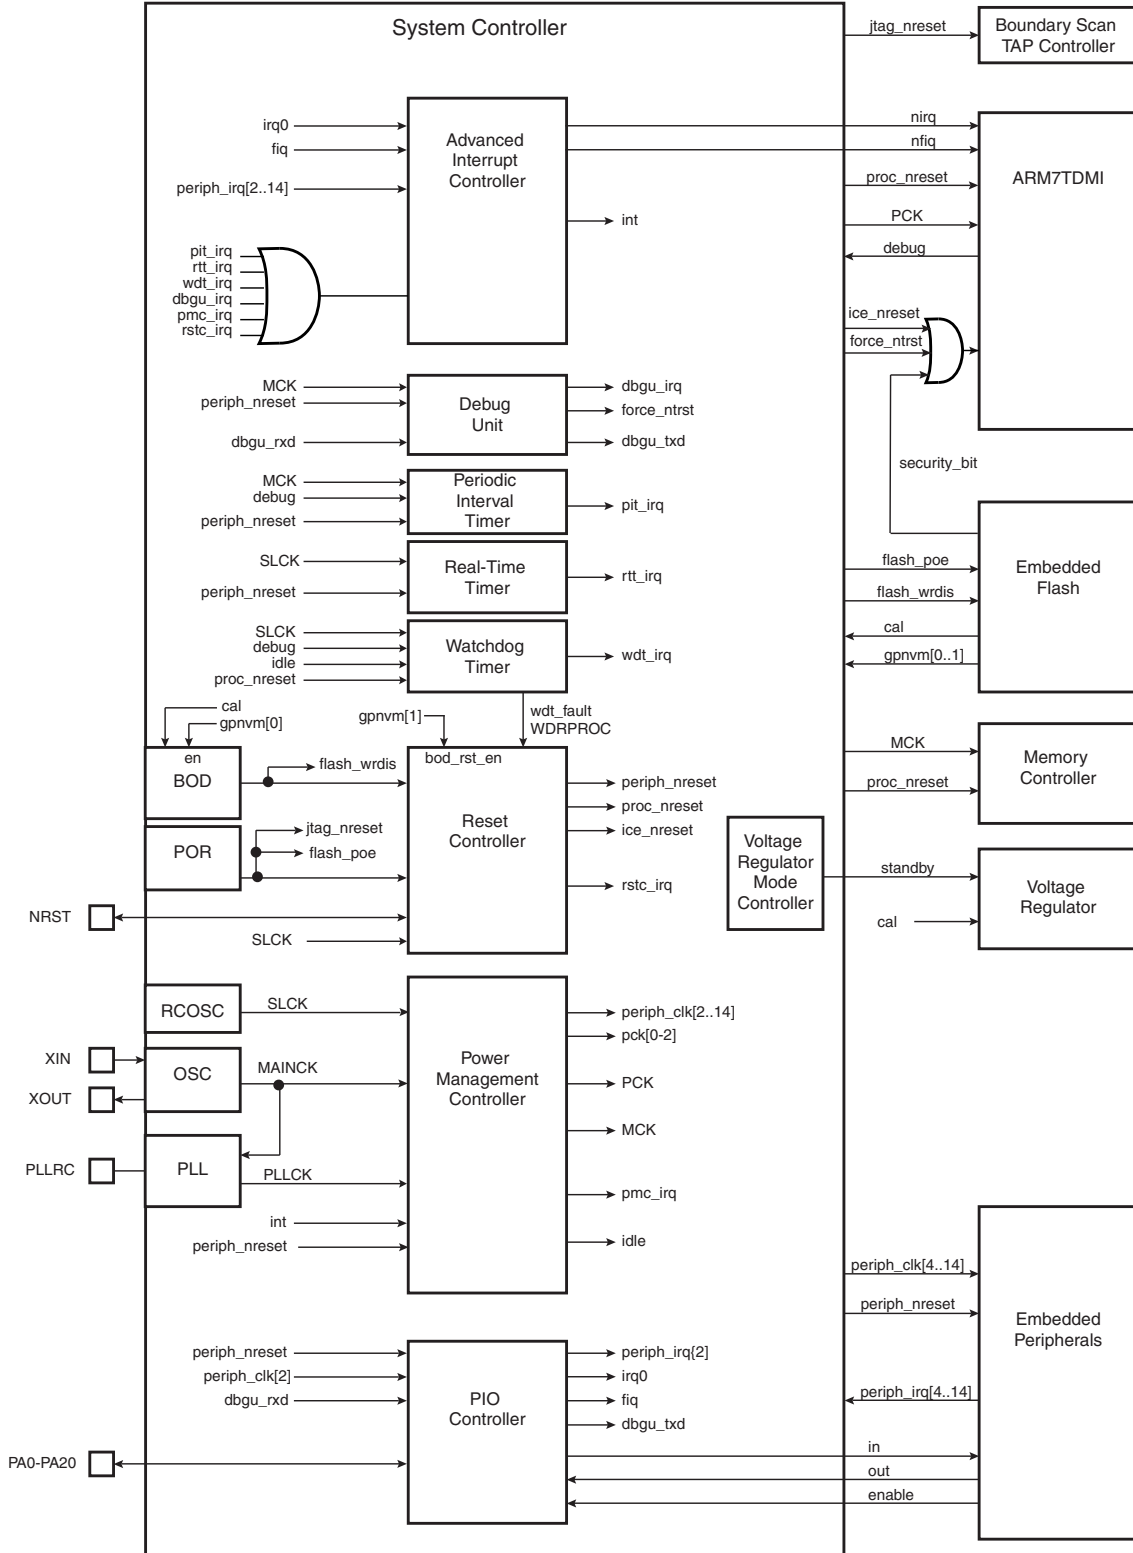 System Controller
jtag_nreset
Boundary Scan
TAP Controller
irq0
fiq
periph_irq[2..14]
Advanced
Interrupt
Controller
int
nirq
nfiq
proc_nreset
PCK
debug
ARM7TDMI
pit_irq
rtt_irq
wdt_irq
dbgu_irq
pmc_irq
rstc_irq
ice_nreset
force_ntrst
security_bit
MCK
periph_nreset
dbgu_rxd
Debug
Unit
dbgu_irq
force_ntrst
dbgu_txd
MCK
debug
periph_nreset
Periodic
Interval
Timer
pit_irq
SLCK
periph_nreset
Real-Time
Timer
rtt_irq
flash_poe
flash_wrdis
cal
gpnvm[0..1]
Embedded
Flash
SLCK
debug
idle
proc_nreset
Watchdog
Timer
wdt_irq
cal
gpnvm[0]
gpnvm[1]
wdt_fault
WDRPROC
en
BOD
flash_wrdis
bod_rst_en
Reset
Controller
periph_nreset
proc_nreset
ice_nreset
rstc_irq
MCK
proc_nreset
Memory
Controller
POR
jtag_nreset
flash_poe
Voltage
Regulator
Mode
Controller
standby
cal
Voltage
Regulator
NRST
SLCK
RCOSC
SLCK
XIN
XOUT
OSC
MAINCK
PLLRC
PLL
PLLCK
int
periph_nreset
Power
Management
Controller
periph_clk[2..14]
pck[0-2]
PCK
MCK
pmc_irq
idle
periph_clk[4..14]
periph_nreset
periph_irq[4..14]
in
out
enable
Embedded
Peripherals
periph_nreset
periph_clk[2]
dbgu_rxd
PIO
Controller
periph_irq{2]
irq0
fiq
dbgu_txd
PA0-PA20